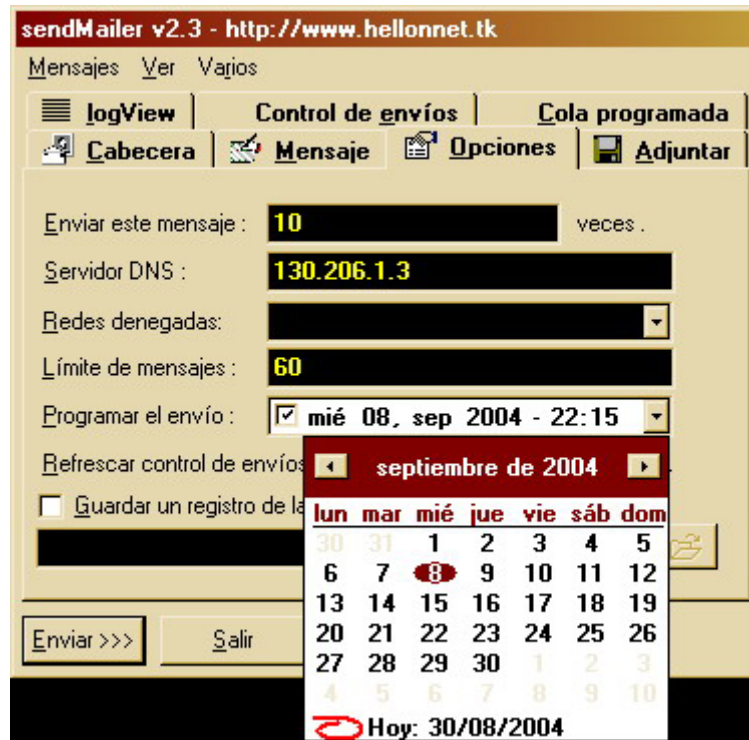 sendMailer v2.3 - http://www.hellonnet.tk
Mensajes Ver Varios
logView Control de envíos Cola programada
Cabecera Mensaje Opciones Adjuntar
Enviar este mensaje : 10 veces .
Servidor DNS : 130.206.1.3
Redes denegadas:
Límite de mensajes : 60
Programar el envío : mié 08, sep 2004 - 22:15
Refrescar control de envíos
septiembre de 2004
Guardar un registro de la
lun mar mié jue vie sáb dom
30 31 1 2 3 4 5
6 7 8 9 10 11 12
13 14 15 16 17 18 19
20 21 22 23 24 25 26
27 28 29 30 1 2 3
4 5 6 7 8 9 10
Hoy: 30/08/2004
Enviar >>> Salir